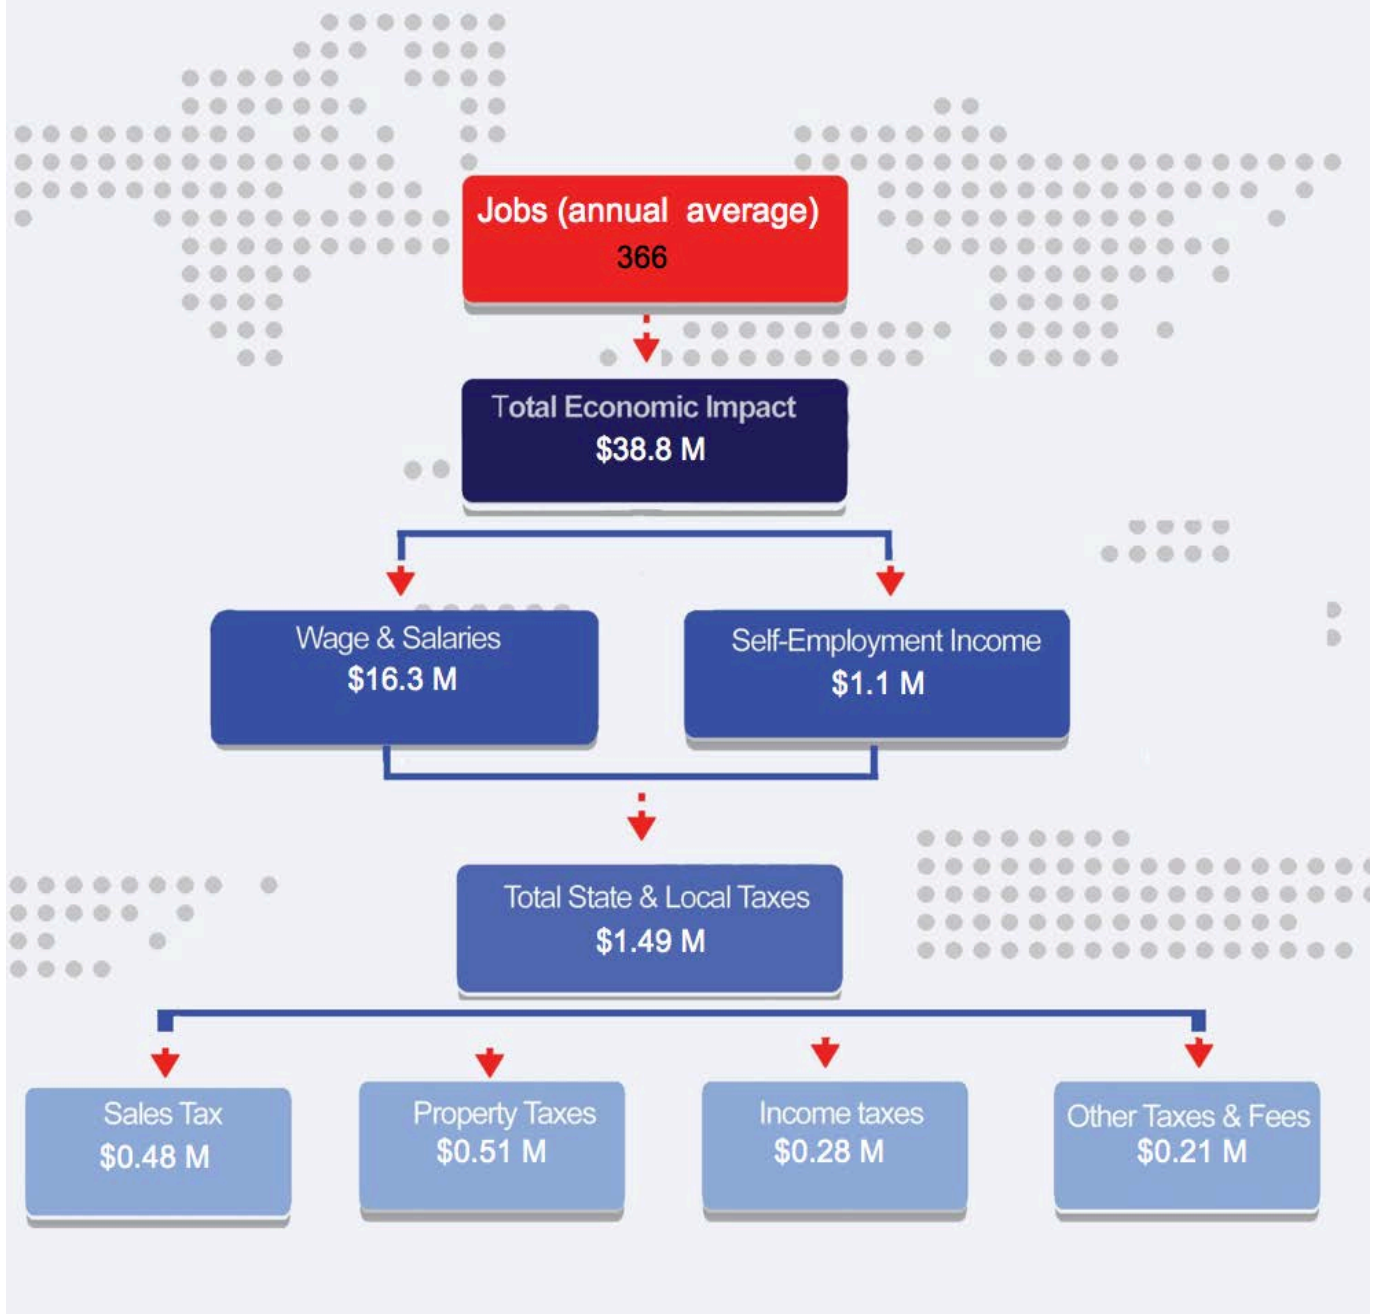 Jobs (annual average)
366
Total Economic Impact
$38.8 M
Wage & Salaries
$16.3 M
Self-Employment Income
$1.1 M
Total State & Local Taxes
$1.49 M
Sales Tax
$0.48 M
Property Taxes
$0.51 M
Income taxes
$0.28 M
Other Taxes & Fees
$0.21 M